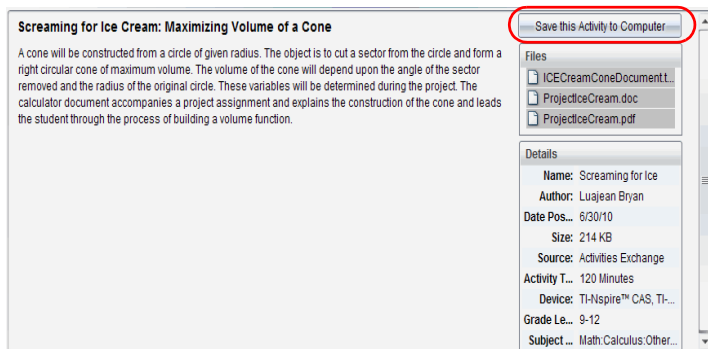 Screaming for Ice Cream: Maximizing Volume of a Cone
A cone will be constructed from a circle of given radius. The object is to cut a sector from the circle and form a
right circular cone of maximum volume. The volume of the cone will depend upon the angle of the sector
removed and the radius of the original circle. These variables will be determined during the project. The
calculator document accompanies a project assignment and explains the construction of the cone and leads
the student through the process of building a volume function.
Save this Activity to Computer
Files
ICECreamConeDocument.t...
ProjectIceCream.doc
ProjectIceCream.pdf
Details
Name: Screaming for Ice
Author: Luajean Bryan
Date Pos... 6/30/10
Size: 214 KB
Source: Activities Exchange
Activity T... 120 Minutes
Device: TI-Nspire™ CAS, TI-...
Grade Le... 9-12
Subject ... Math:Calculus:Other...